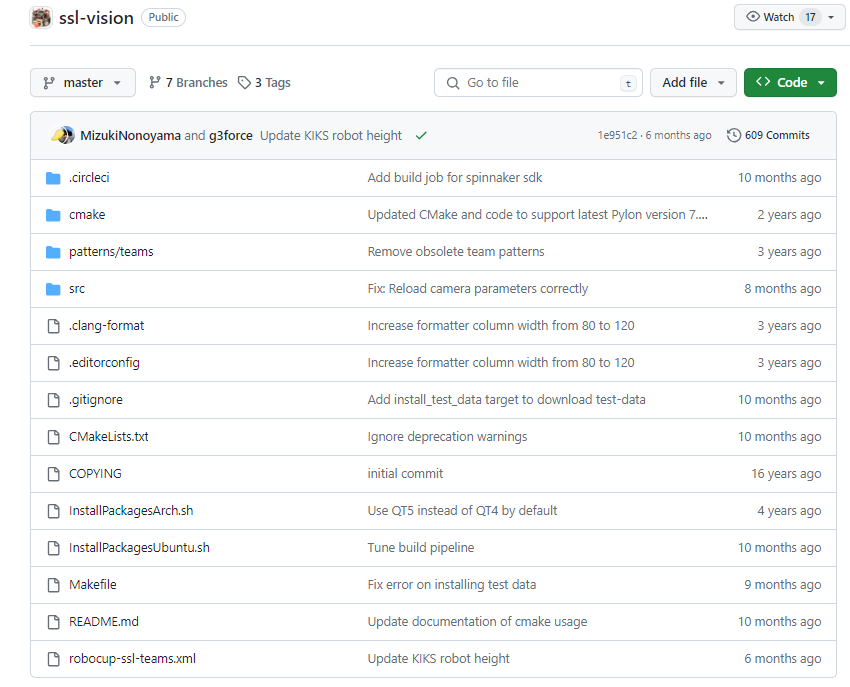 ssl-vision Public Watch 17
master 7 Branches 3 Tags Go to file t Add file Code
MizukiNonoyama and g3force Update KIKS robot height 1e951c2 · 6 months ago 609 Commits
.circleci Add build job for spinnaker sdk 10 months ago
cmake Updated CMake and code to support latest Pylon version 7.... 2 years ago
patterns/teams Remove obsolete team patterns 3 years ago
src Fix: Reload camera parameters correctly 8 months ago
.clang-format Increase formatter column width from 80 to 120 3 years ago
.editorconfig Increase formatter column width from 80 to 120 3 years ago
.gitignore Add install_test_data target to download test-data 10 months ago
CMakeLists.txt Ignore deprecation warnings 10 months ago
COPYING initial commit 16 years ago
InstallPackagesArch.sh Use QT5 instead of QT4 by default 4 years ago
InstallPackagesUbuntu.sh Tune build pipeline 10 months ago
Makefile Fix error on installing test data 9 months ago
README.md Update documentation of cmake usage 10 months ago
robocup-ssl-teams.xml Update KIKS robot height 6 months ago